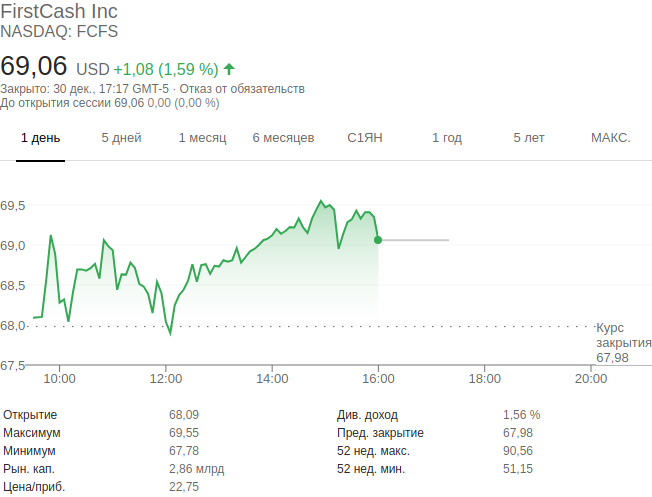 FirstCash Inc
NASDAQ: FCFS
69,06 USD +1,08 (1,59 %)
Закрыто: 30 дек., 17:17 GMT-5 · Отказ от обязательств
До открытия сессии 69,06 0,00 (0,00 %)
1 день 5 дней 1 месяц 6 месяцев С1ЯН 1 год 5 лет МАКС.
69,5
69,0
68,5
68,0
67,5
Курс
закрытия
67,98
10:00 12:00 14:00 16:00 18:00 20:00
Открытие 68,09
Максимум 69,55
Минимум 67,78
Рын. кап. 2,86 млрд
Цена/приб. 22,75
Див. доход 1,56 %
Пред. закрытие 67,98
52 нед. макс. 90,56
52 нед. мин. 51,15